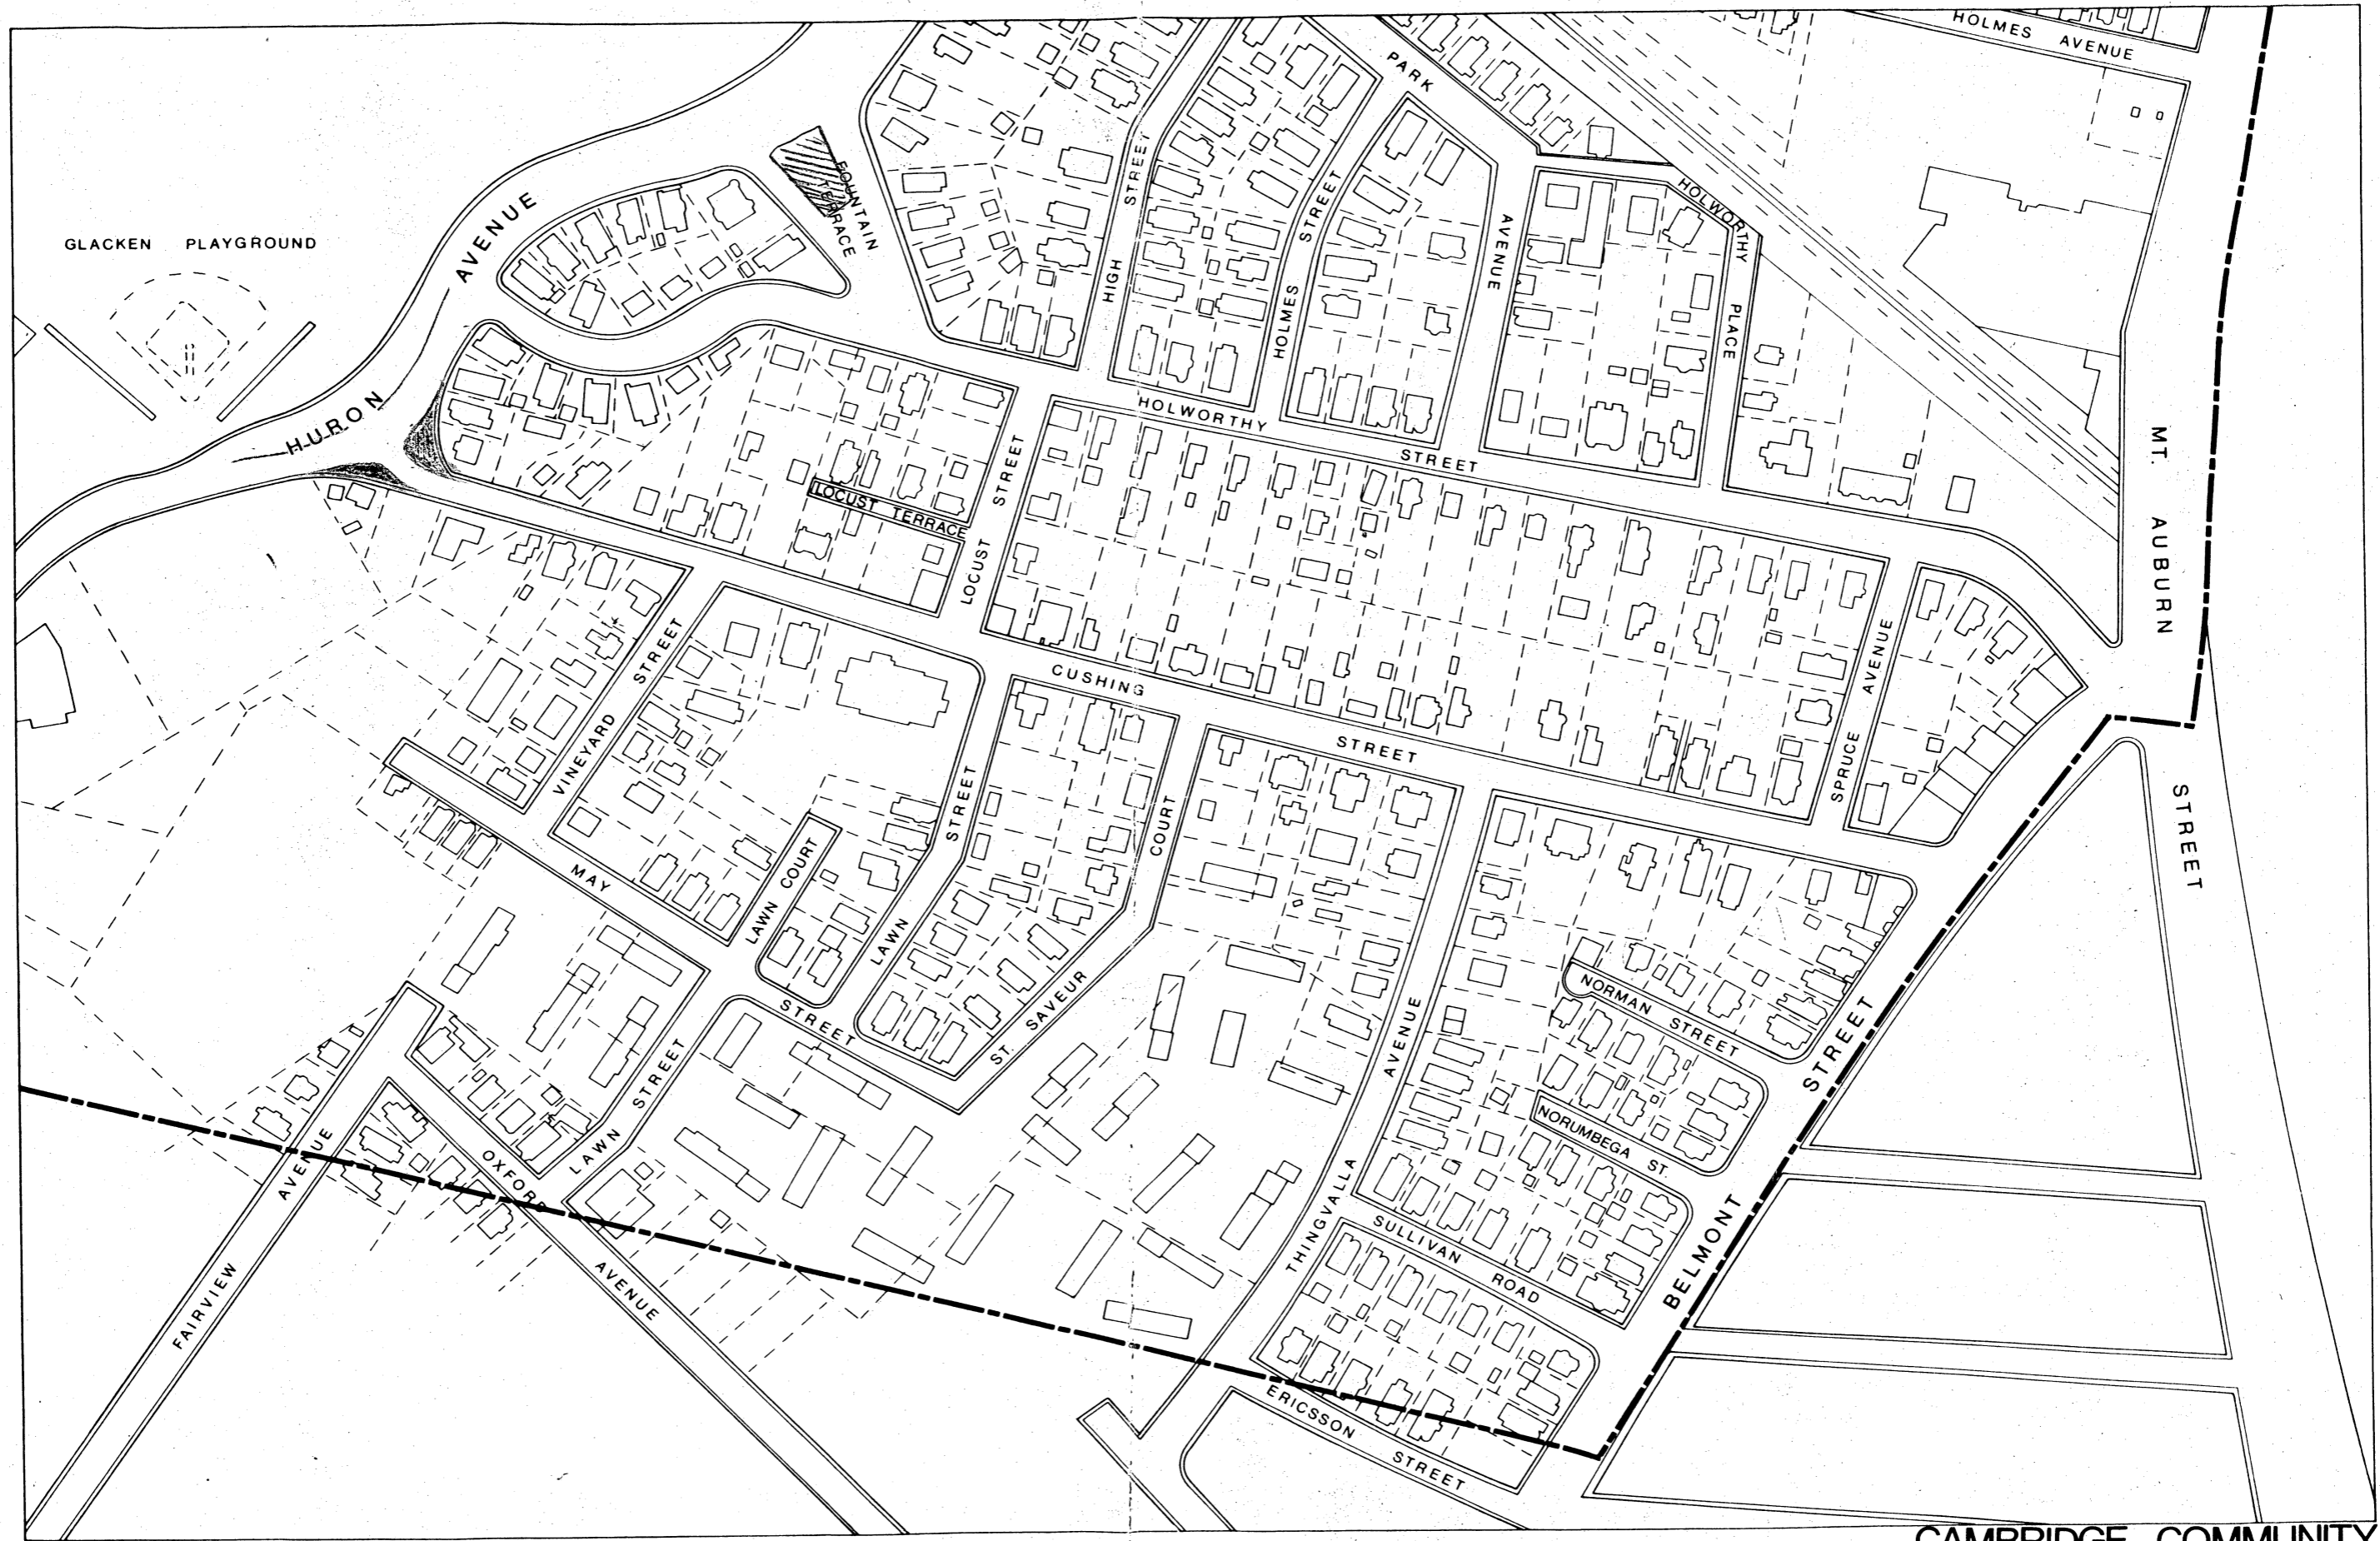 HOLMES AVENUE
PARK
AVENUE
HOLWORTHY
PLACE
FOUNTAIN
TERRACE
HIGH STREET
HOLMES STREET
GLACKEN PLAYGROUND
HURON AVENUE
HOLWORTHY STREET
MT. AUBURN
STREET
LOCUST STREET
LOCUST TERRACE
CUSHING STREET
SPRUCE AVENUE
VINEYARD STREET
MAY STREET
LAWN COURT
LAWN STREET
ST. SAVEUR COURT
NORMAN STREET
THINGVALLA AVENUE
NORUMBEGA ST.
BELMONT STREET
SULLIVAN ROAD
LAWN STREET
OXFORD AVENUE
FAIRVIEW AVENUE
ERICSSON STREET
CAMBRIDGE COMMUNITY